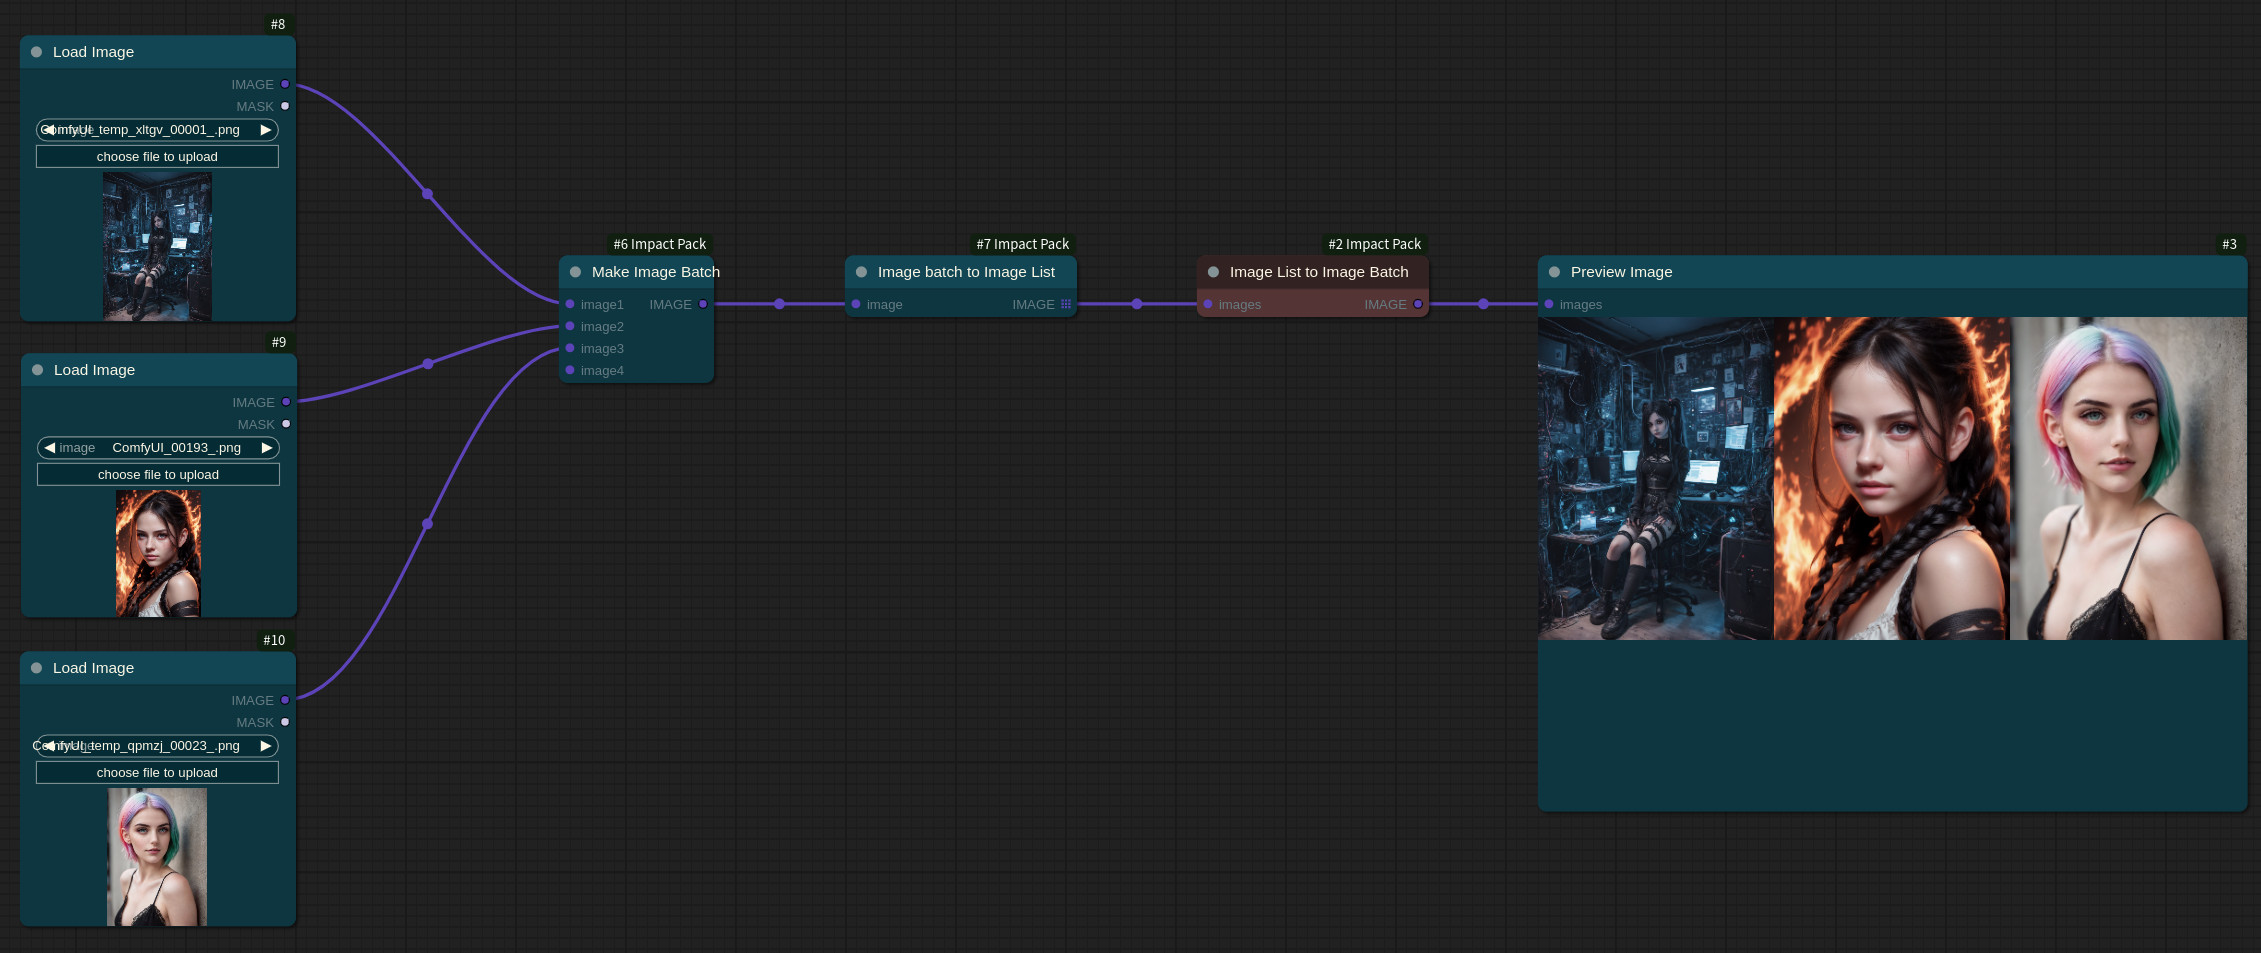 #8
Load Image
IMAGE
MASK
image ComfyUI_temp_xltgv_00001_.png
choose file to upload
#9
Load Image
IMAGE
MASK
image ComfyUI_00193_.png
choose file to upload
#10
Load Image
IMAGE
MASK
image ComfyUI_temp_qpmzj_00023_.png
choose file to upload
#6 Impact Pack
Make Image Batch
image1 IMAGE
image2
image3
image4
#7 Impact Pack
Image batch to Image List
image IMAGE
#2 Impact Pack
Image List to Image Batch
images IMAGE
#3
Preview Image
images